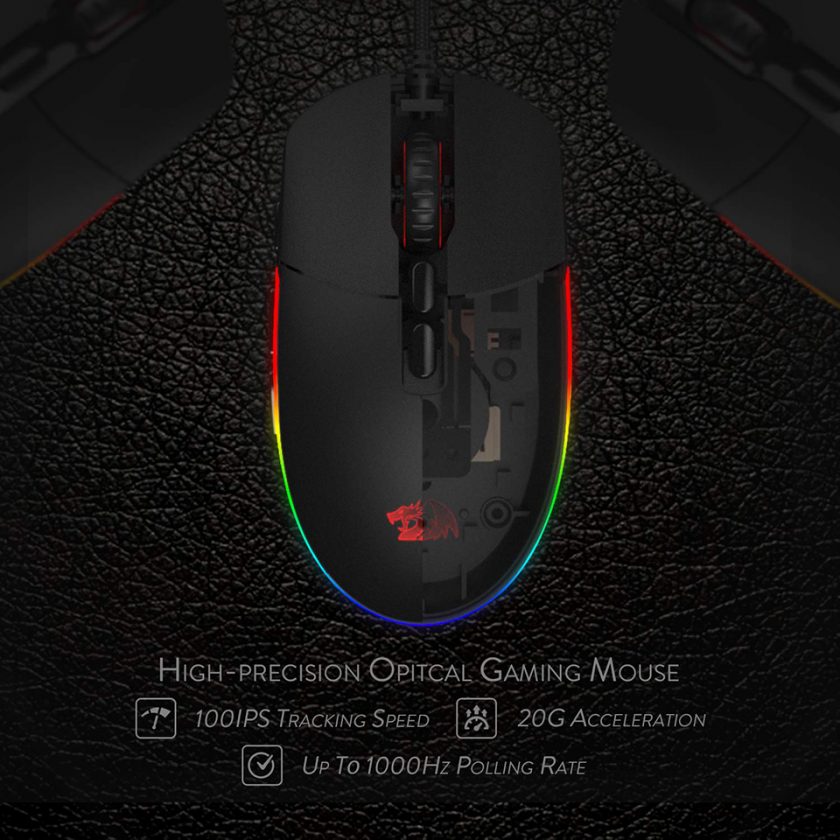 High-precision Opitcal Gaming Mouse
100IPS Tracking Speed 20G Acceleration
Up To 1000Hz Polling Rate